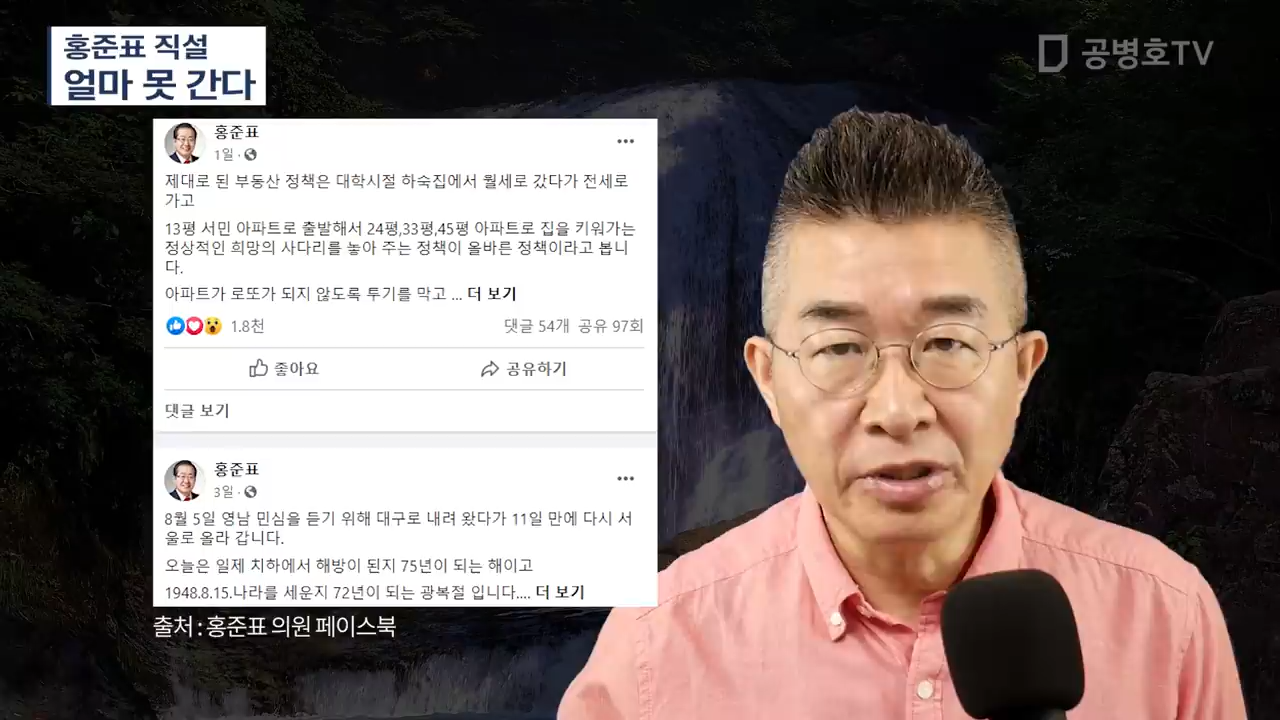 홍준표 직설
얼마 못 간다
공병호TV
홍준표
1일 ·
제대로 된 부동산 정책은 대학시절 하숙집에서 월세로 갔다가 전세로
가고
13평 서민 아파트로 출발해서 24평,33평,45평 아파트로 집을 키워가는
정상적인 희망의 사다리를 놓아 주는 정책이 올바른 정책이라고 봅니
다.
아파트가 로또가 되지 않도록 투기를 막고 ... 더 보기
1.8천 댓글 54개 공유 97회
좋아요 공유하기
댓글 보기
홍준표
3일 ·
8월 5일 영남 민심을 듣기 위해 대구로 내려 왔다가 11일 만에 다시 서
울로 올라 갑니다.
오늘은 일제 치하에서 해방이 된지 75년이 되는 해이고
1948.8.15.나라를 세운지 72년이 되는 광복절 입니다.... 더 보기
출처 : 홍준표 의원 페이스북